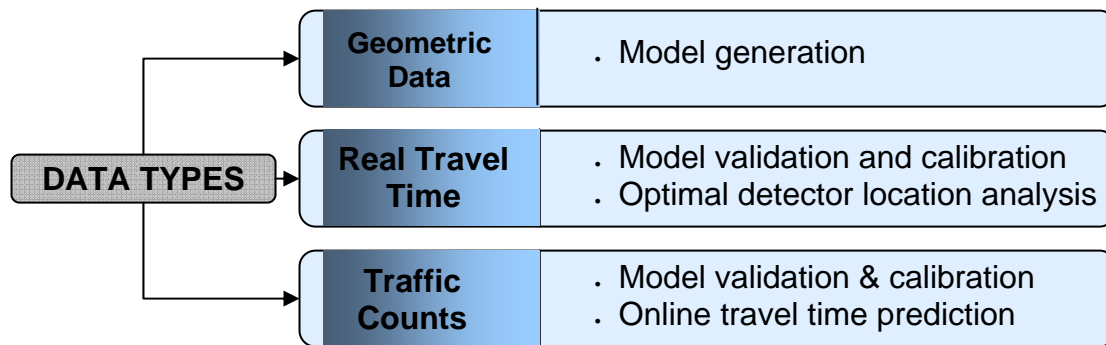 DATA TYPES
Geometric
Data
• Model generation
Real Travel
Time
• Model validation and calibration
• Optimal detector location analysis
Traffic
Counts
• Model validation & calibration
• Online travel time prediction